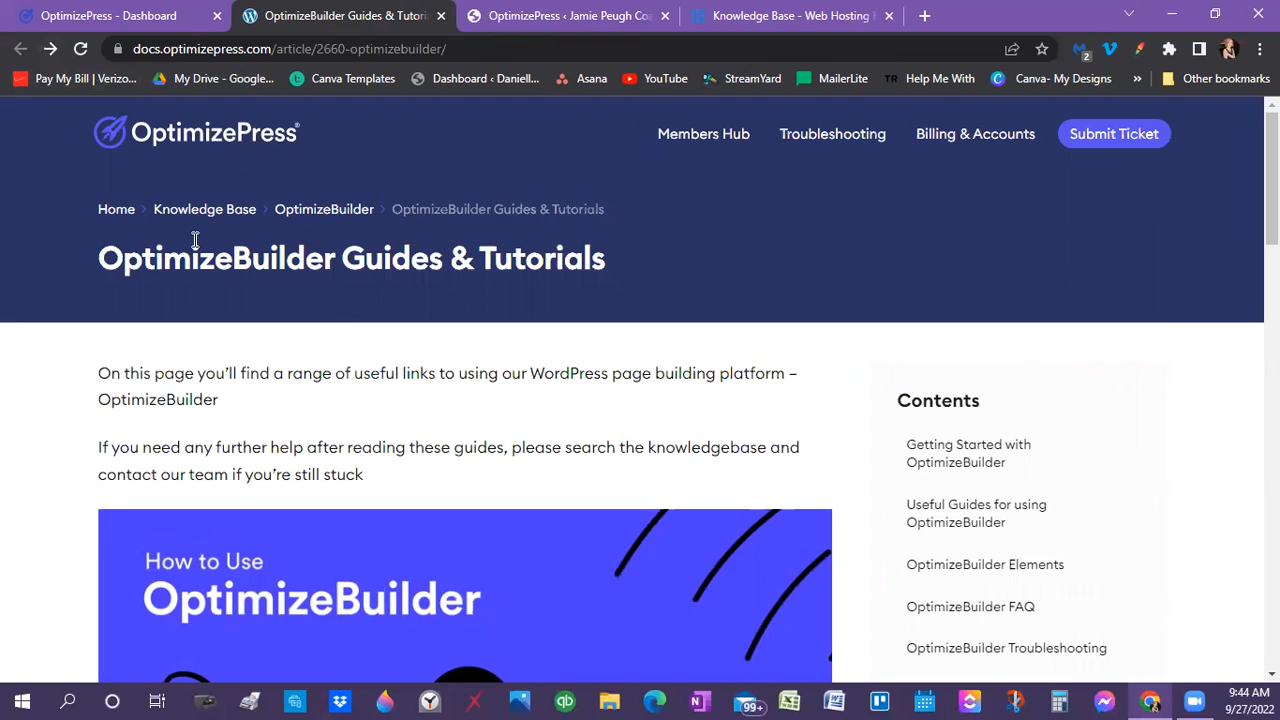 OptimizePress - Dashboard
OptimizeBuilder Guides & Tutori
OptimizePress ‹ Jamie Peugh Co
Knowledge Base - Web Hosting
docs.optimizepress.com/article/2660-optimizebuilder/
2
Pay My Bill | Verizo...
My Drive - Google...
Canva Templates
Dashboard ‹ Daniell...
Asana
YouTube
StreamYard
MailerLite
TR Help Me With
Canva- My Designs
»
Other bookmarks
OptimizePress®
Members Hub
Troubleshooting
Billing & Accounts
Submit Ticket
Home › Knowledge Base › OptimizeBuilder › OptimizeBuilder Guides & Tutorials
OptimizeBuilder Guides & Tutorials
On this page you’ll find a range of useful links to using our WordPress page building platform –
OptimizeBuilder
If you need any further help after reading these guides, please search the knowledgebase and
contact our team if you’re still stuck
How to Use
OptimizeBuilder
Contents
Getting Started with
OptimizeBuilder
Useful Guides for using
OptimizeBuilder
OptimizeBuilder Elements
OptimizeBuilder FAQ
OptimizeBuilder Troubleshooting
99+
9:44 AM
9/27/2022